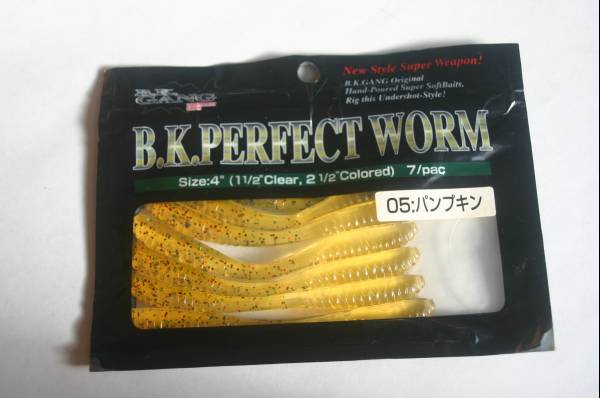 B.K.
GANG
New Style Super Weapon!
B.K.GANG Original
Hand-Poured Super SoftBaits,
Rig this Undershot-Style!
B.K.PERFECT WORM
Size:4" (1 1/2"Clear, 2 1/2"Colored) 7/pac
05:パンプキン